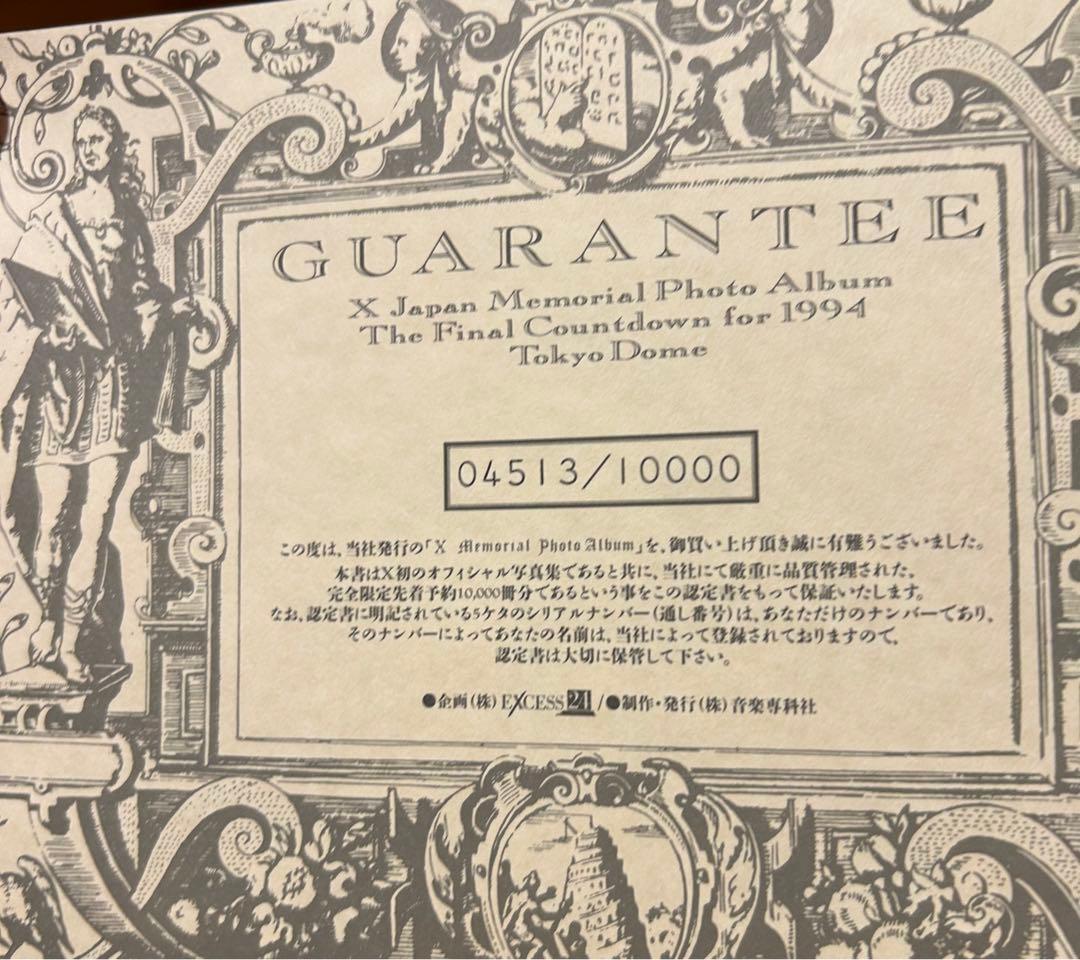 GUARANTEE
X Japan Memorial Photo Album
The Final Countdown for 1994
Tokyo Dome
04513/10000
この度は、当社発行の「X Memorial Photo Album」を、御買い上げ頂き誠に有難うございました。
本書はX初のオフィシャル写真集であると共に、当社にて厳重に品質管理された、
完全限定先着予約10,000冊分であるという事をこの認定書をもって保証いたします。
なお、認定書に明記されている5ケタのシリアルナンバー(通し番号)は、あなただけのナンバーであり、
そのナンバーによってあなたの名前は、当社によって登録されておりますので、
認定書は大切に保管して下さい。
●企画(株)EXCESS24/●制作・発行(株)音楽専科社